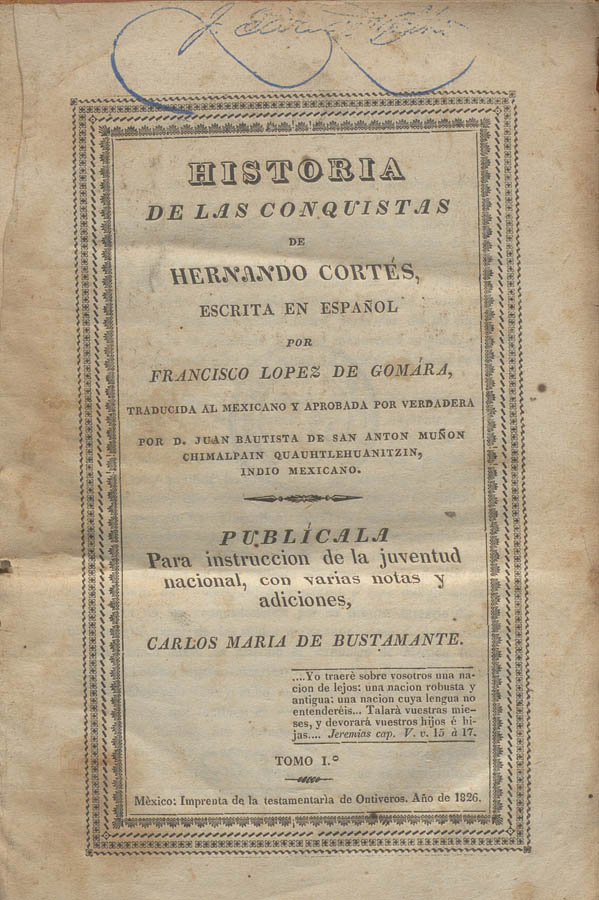 HISTORIA
DE LAS CONQUISTAS
DE
HERNANDO CORTÉS,
ESCRITA EN ESPAÑOL
POR
FRANCISCO LOPEZ DE GOMÁRA,
TRADUCIDA AL MEXICANO Y APROBADA POR VERDADERA
POR D. JUAN BAUTISTA DE SAN ANTON MUÑON
CHIMALPAIN QUAUHTLEHUANITZIN,
INDIO MEXICANO.
PUBLÍCALA
Para instruccion de la juventud
nacional, con varias notas y
adiciones,
CARLOS MARIA DE BUSTAMANTE.
....Yo traerè sobre vosotros una na-
cion de lejos: una nacion robusta y
antigua: una nacion cuya lengua no
entenderéis... Talará vuestras mie-
ses, y devorará vuestros hijos é hi-
jas.... Jeremias cap. V. v. 15 à 17.
TOMO I.°
Mèxico: Imprenta de la testamentarìa de Ontiveros. Año de 1826.